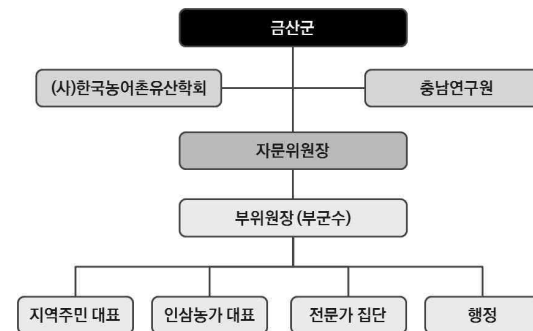 금산군
(사)한국농어촌유산학회
충남연구원
자문위원장
부위원장 (부군수)
지역주민 대표
인삼농가 대표
전문가 집단
행정